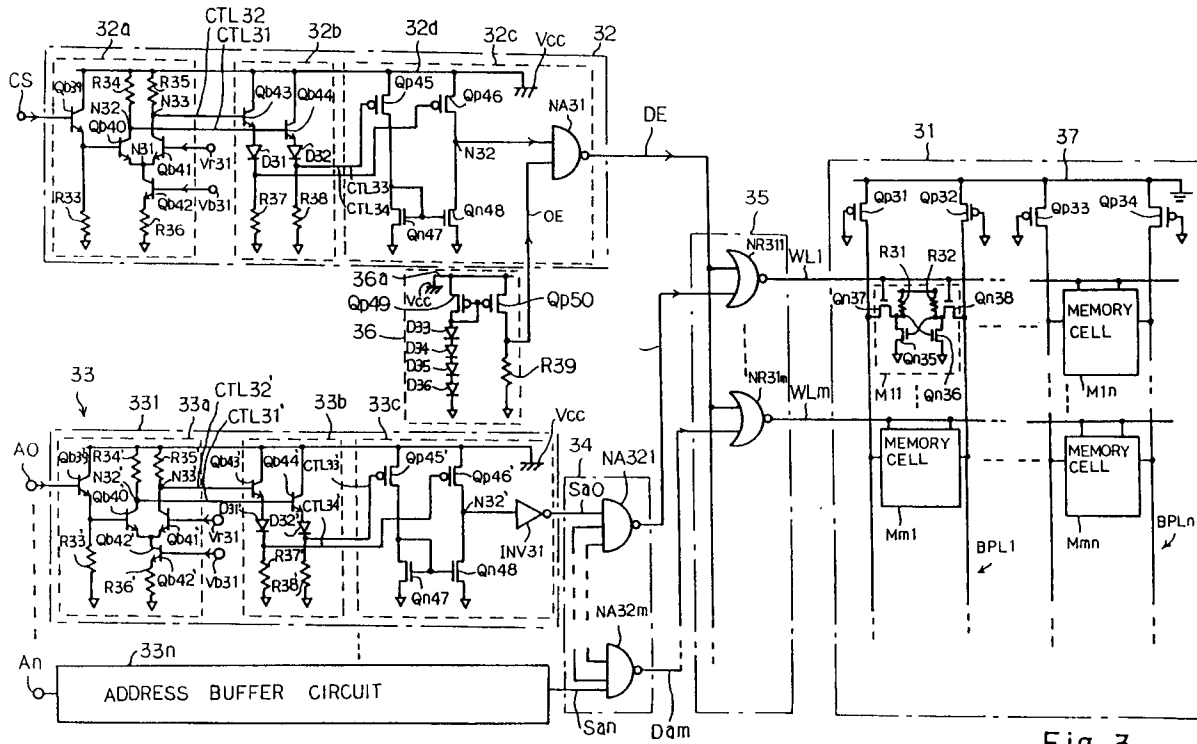 CTL32
CTL31
32a
32b
32d
32c
32
Vcc
CS
Qb39
R34
R35
N32
N33
Qb40
N31
Qb41
Vr31
Qb42
Vb31
R33
R36
Qb43
Qb44
D31
D32
R37
R38
CTL33
CTL34
Qp45
Qp46
N32
Qn47
Qn48
NA31
DE
OE
36a
Vcc
Qp49
Qp50
36
D33
D34
D35
D36
R39
35
NR311
WL1
NR31m
WLm
31
37
Qp31
Qp32
Qp33
Qp34
R31
R32
Qn37
Qn38
Qn35
Qn36
M11
MEMORY CELL
M1n
MEMORY CELL
Mm1
MEMORY CELL
Mmn
BPL1
BPLn
33
331
33a
CTL32'
CTL31'
33b
33c
Vcc
A0
Qb39'
R34'
R35'
N32'
N33'
Qb40'
Qb41
Vr31
Qb42'
Vb31
Qb42'
R33'
R36'
Qb43'
Qb44'
CTL33'
D31'
D32'
CTL34'
R37'
R38'
Qp45'
Qp46'
N32'
INV31
Qn47
Qn48
34
NA321
Sa0
NA32m
San
Dam
An
33n
ADDRESS BUFFER CIRCUIT
Fig. 3